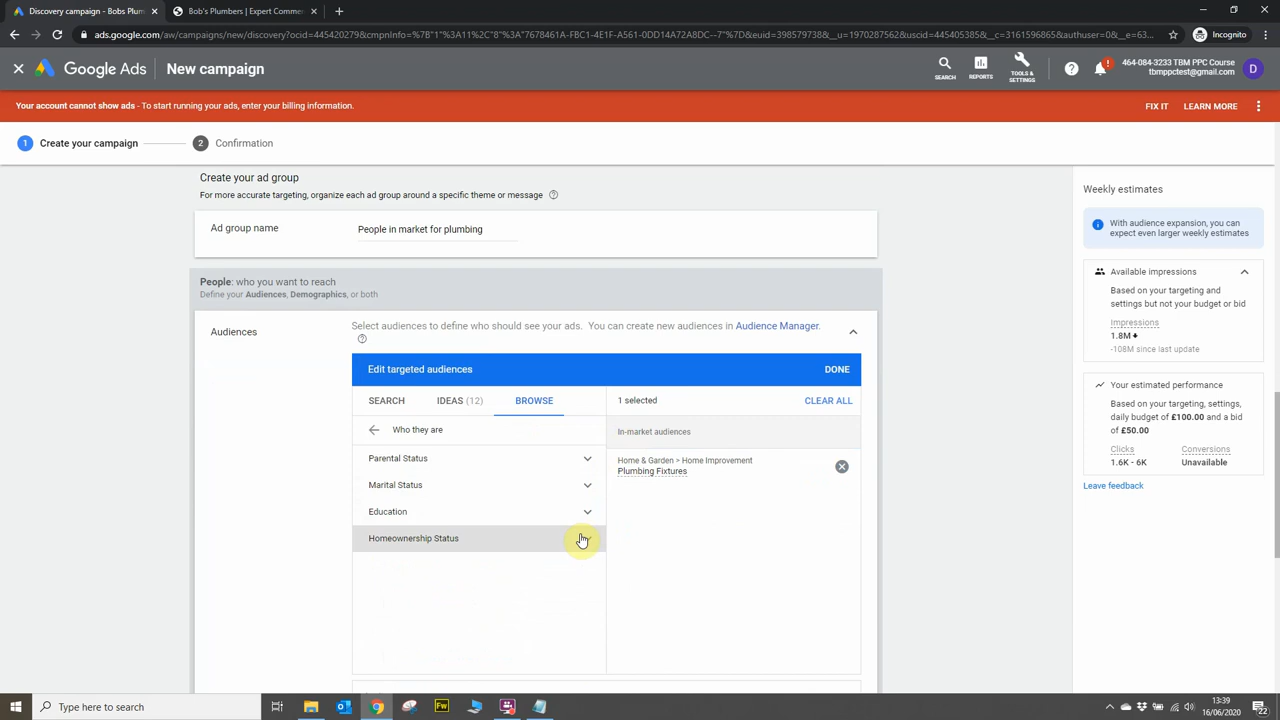 Discovery campaign - Bobs Plum
Bob's Plumbers | Expert Comme
ads.google.com/aw/campaigns/new/discovery?ocid=445420279&cmpnInfo=%7B"1%3A11%2C"8"%3A"7678461A-FBC1-4E1F-A561-0DD14A72A8DC--7"%7D&euid=3985797388&__u=1970287562&uscid=445405385&__c=3161596865&authuser=0&__e=63...
Incognito
Google Ads
New campaign
SEARCH
REPORTS
TOOLS &
SETTINGS
464-084-3233 TBM PPC Course
tbmppctest@gmail.com
D
Your account cannot show ads - To start running your ads, enter your billing information.
FIX IT
LEARN MORE
1 Create your campaign
2 Confirmation
Create your ad group
For more accurate targeting, organize each ad group around a specific theme or message
Ad group name
People in market for plumbing
People: who you want to reach
Define your Audiences, Demographics, or both
Audiences
Select audiences to define who should see your ads. You can create new audiences in Audience Manager.
Edit targeted audiences
DONE
SEARCH
IDEAS (12)
BROWSE
1 selected
CLEAR ALL
Who they are
In-market audiences
Parental Status
Marital Status
Education
Homeownership Status
Home & Garden > Home Improvement
Plumbing Fixtures
Weekly estimates
With audience expansion, you can
expect even larger weekly estimates
Available impressions
Based on your targeting and
settings but not your budget or bid
Impressions
1.8M
-108M since last update
Your estimated performance
Based on your targeting, settings,
daily budget of £100.00 and a bid
of £50.00
Clicks
Conversions
1.6K - 6K
Unavailable
Leave feedback
Type here to search
Fw
13:39
16/06/2020
22